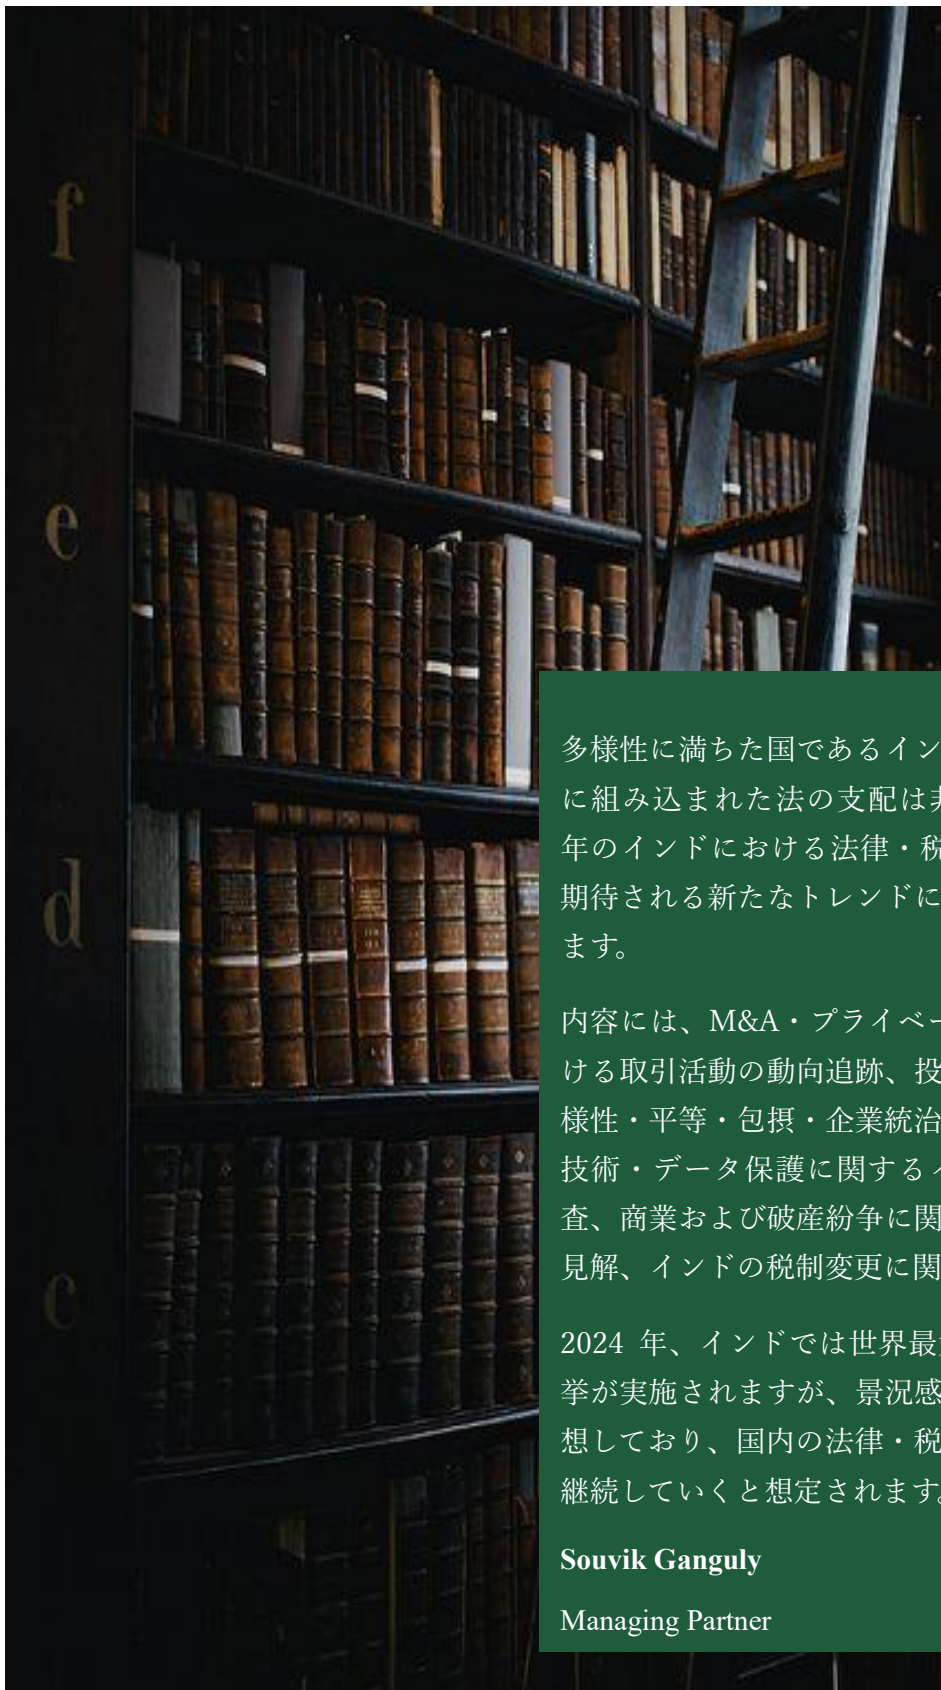 f
e
d
c
多様性に満ちた国であるイン
に組み込まれた法の支配は
年のインドにおける法律・税
期待される新たなトレンドに
ます。
内容には、M&A・プライベー
ける取引活動の動向追跡、投
様性・平等・包摂・企業統治
技術・データ保護に関する
査、商業および破産紛争に関
見解、インドの税制変更に関
2024 年、インドでは世界最
挙が実施されますが、景況感
想しており、国内の法律・税
継続していくと想定されます。
Souvik Ganguly
Managing Partner